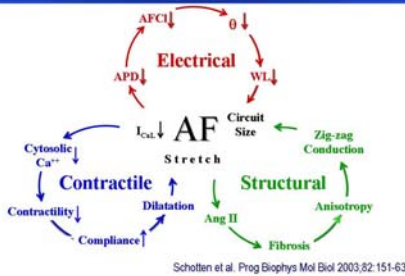 AFCl↓
θ↓
Electrical
APD↓
WL↓
I CaL↓
AF
Circuit
Size
Stretch
Cytosolic
Ca++↓
Contractile
Contractility↓
Dilatation
Compliance↑
Zig-zag
Conduction
Structural
Ang II
Anisotropy
Fibrosis
Schotten et al. Prog Biophys Mol Biol 2003;82:151-63